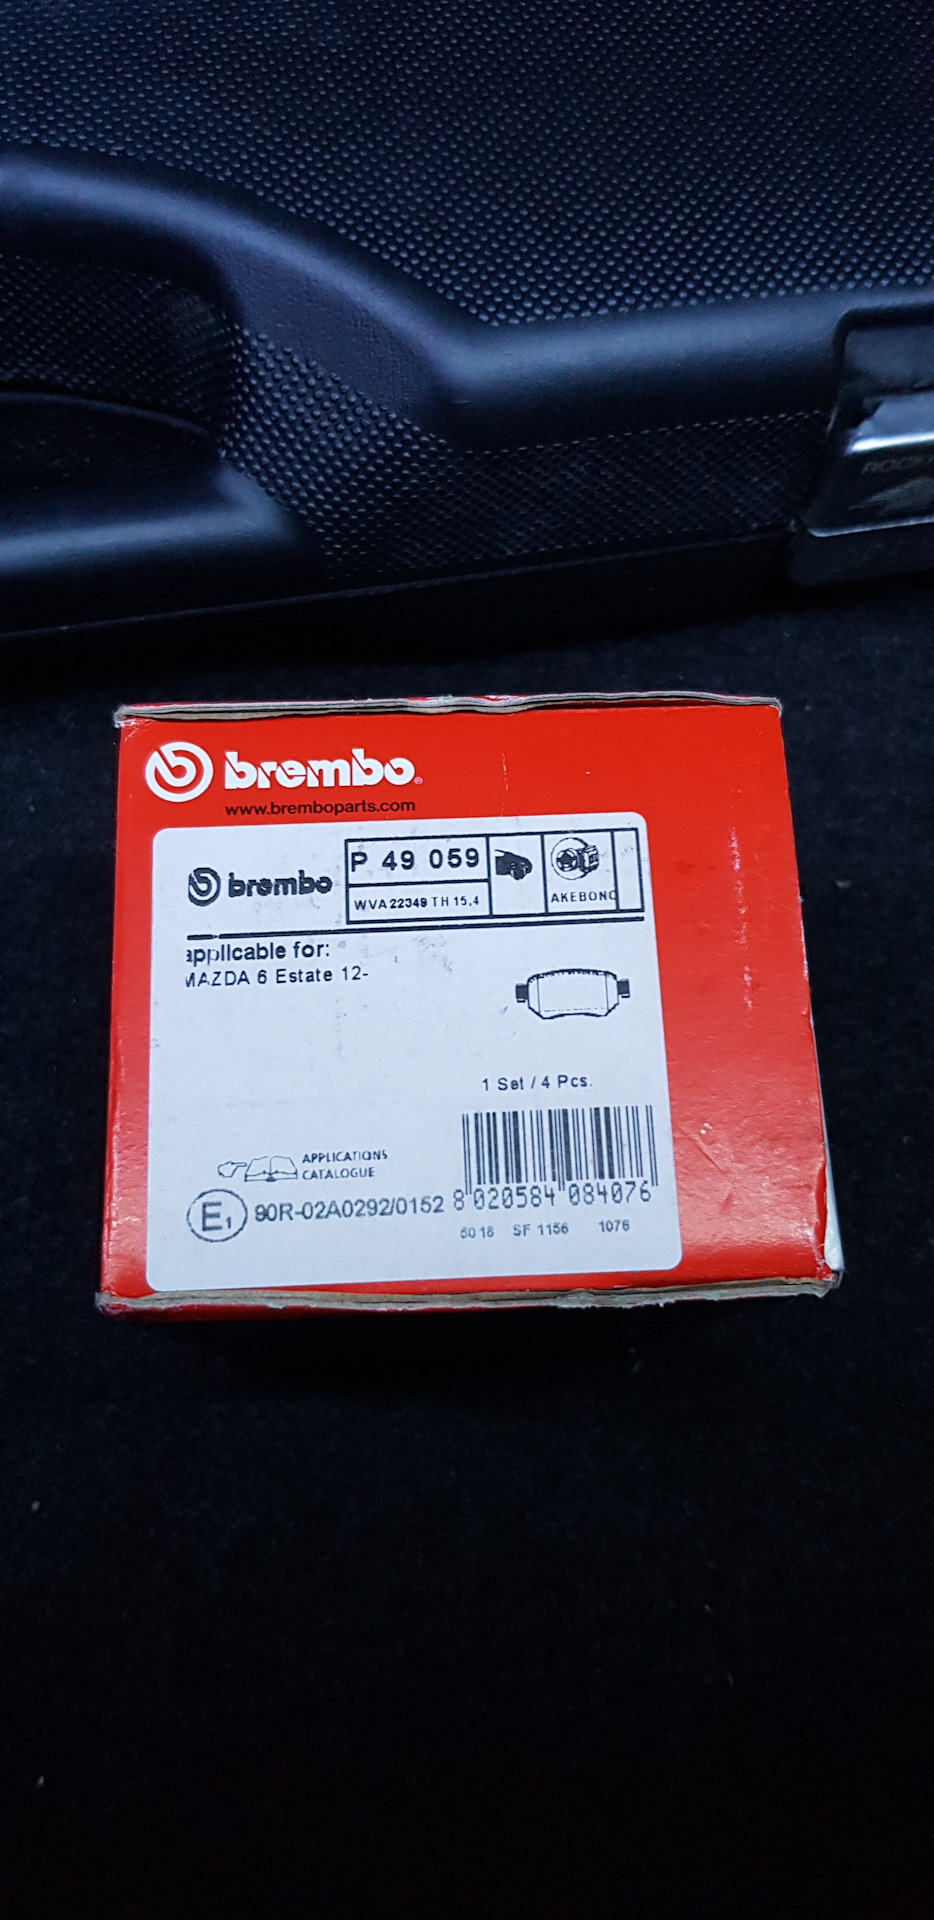 brembo
www.bremboparts.com
brembo
P 49 059
WVA 22349 TH 15.4
AKEBONO
applicable for:
MAZDA 6 Estate 12-
1 Set / 4 Pcs.
APPLICATIONS
CATALOGUE
8 020584 084076
E1 90R-02A0292/0152
5018 SF 1156 1076